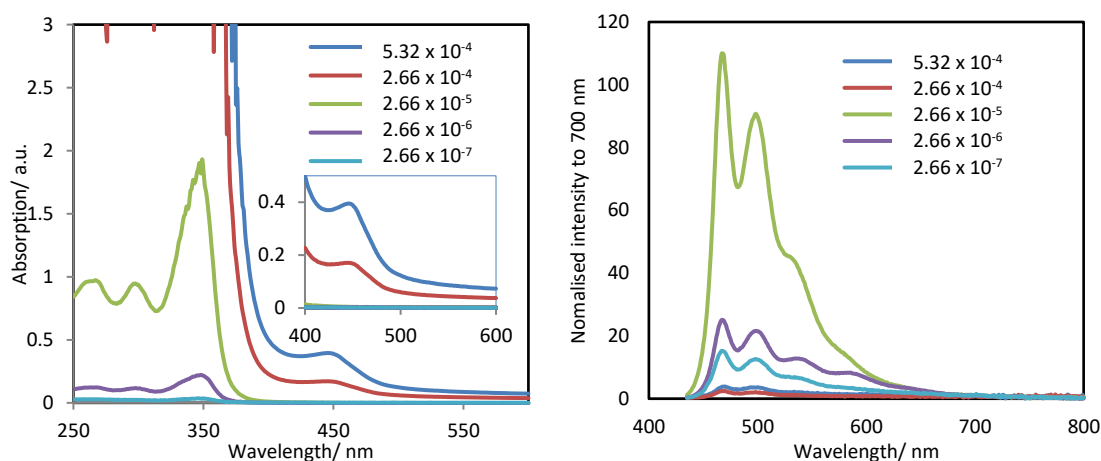 3
2.5
2
1.5
1
0.5
0
250
350
450
550
Absorption/ a.u.
Wavelength/ nm
5.32 x 10⁻⁴
2.66 x 10⁻⁴
2.66 x 10⁻⁵
2.66 x 10⁻⁶
2.66 x 10⁻⁷
0.4
0.2
0
400
500
600
120
100
80
60
40
20
0
400
500
600
700
800
Nomalised intensity to 700 nm
Wavelength/ nm
5.32 x 10⁻⁴
2.66 x 10⁻⁴
2.66 x 10⁻⁵
2.66 x 10⁻⁶
2.66 x 10⁻⁷